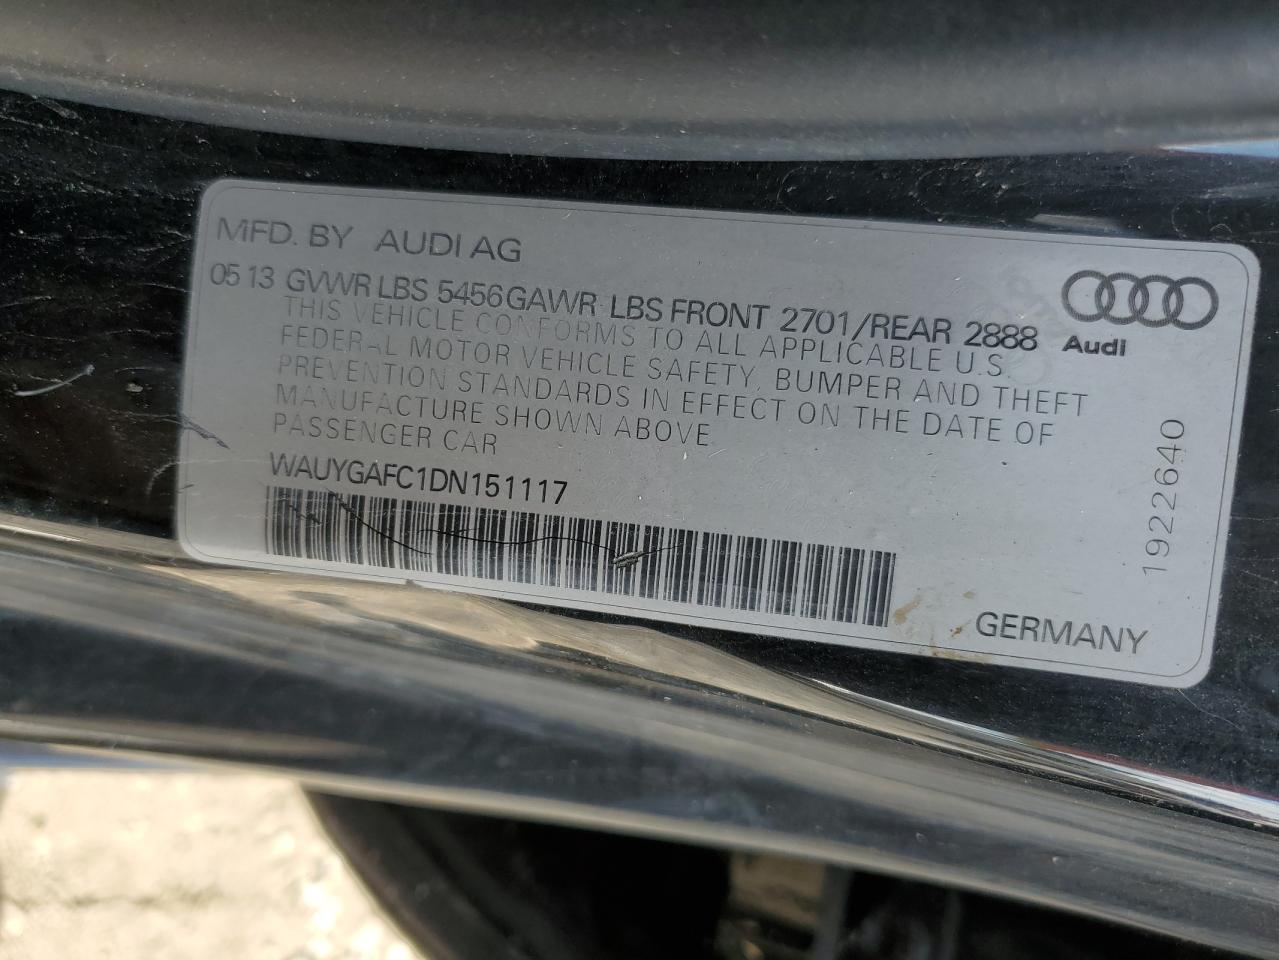 MFD. BY AUDI AG
05 13 GVWR LBS 5456 GAWR LBS FRONT 2701/REAR 2888
THIS VEHICLE CONFORMS TO ALL APPLICABLE U.S.
FEDERAL MOTOR VEHICLE SAFETY, BUMPER AND THEFT
PREVENTION STANDARDS IN EFFECT ON THE DATE OF
MANUFACTURE SHOWN ABOVE
PASSENGER CAR
WAUYGAFC1DN151117
Audi
1922640
GERMANY